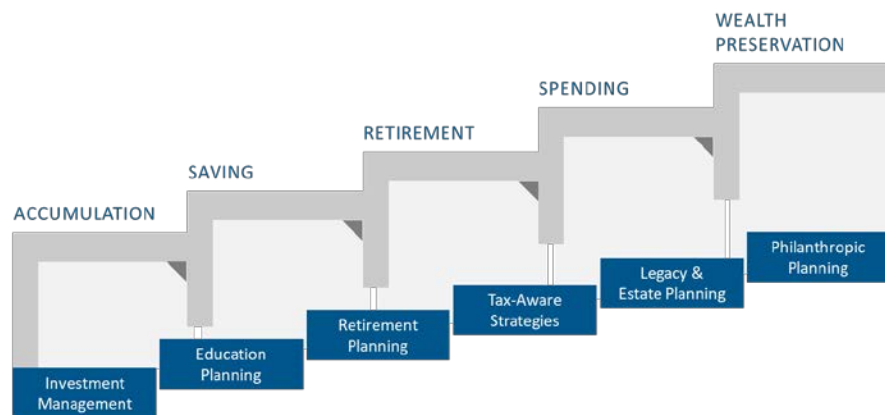 WEALTH
PRESERVATION
SPENDING
RETIREMENT
SAVING
ACCUMULATION
Investment
Management
Education
Planning
Retirement
Planning
Tax-Aware
Strategies
Legacy &
Estate Planning
Philanthropic
Planning